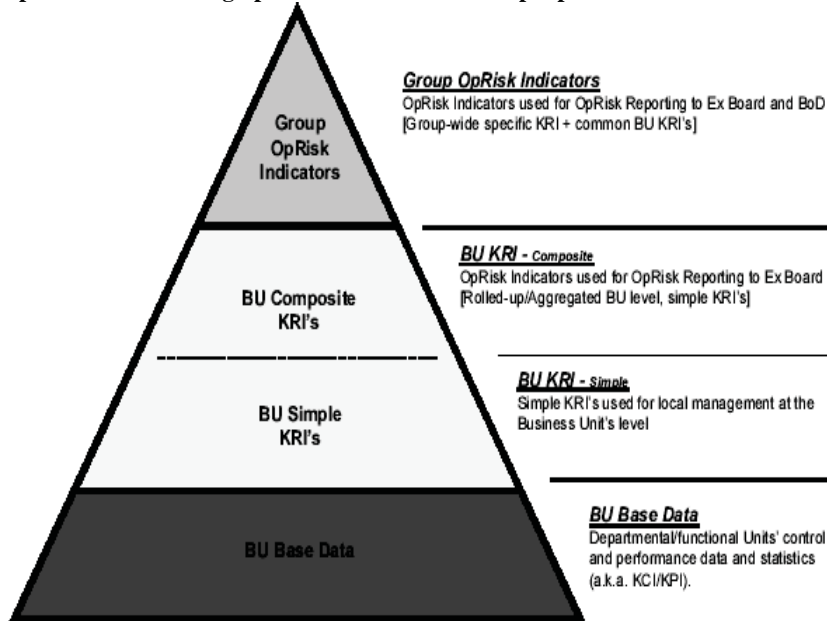 Group
OpRisk
Indicators
BU Composite
KRI's
BU Simple
KRI's
BU Base Data
Group OpRisk Indicators
OpRisk Indicators used for OpRisk Reporting to Ex Board and BoD
[Group-wide specific KRI + common BU KRI's]
BU KRI - Composite
OpRisk Indicators used for OpRisk Reporting to Ex Board
[Rolled-up/Aggregated BU level, simple KRI's]
BU KRI - Simple
Simple KRI's used for local management at the
Business Unit's level
BU Base Data
Departmental/functional Units' control
and performance data and statistics
(a.k.a. KCI/KPI).